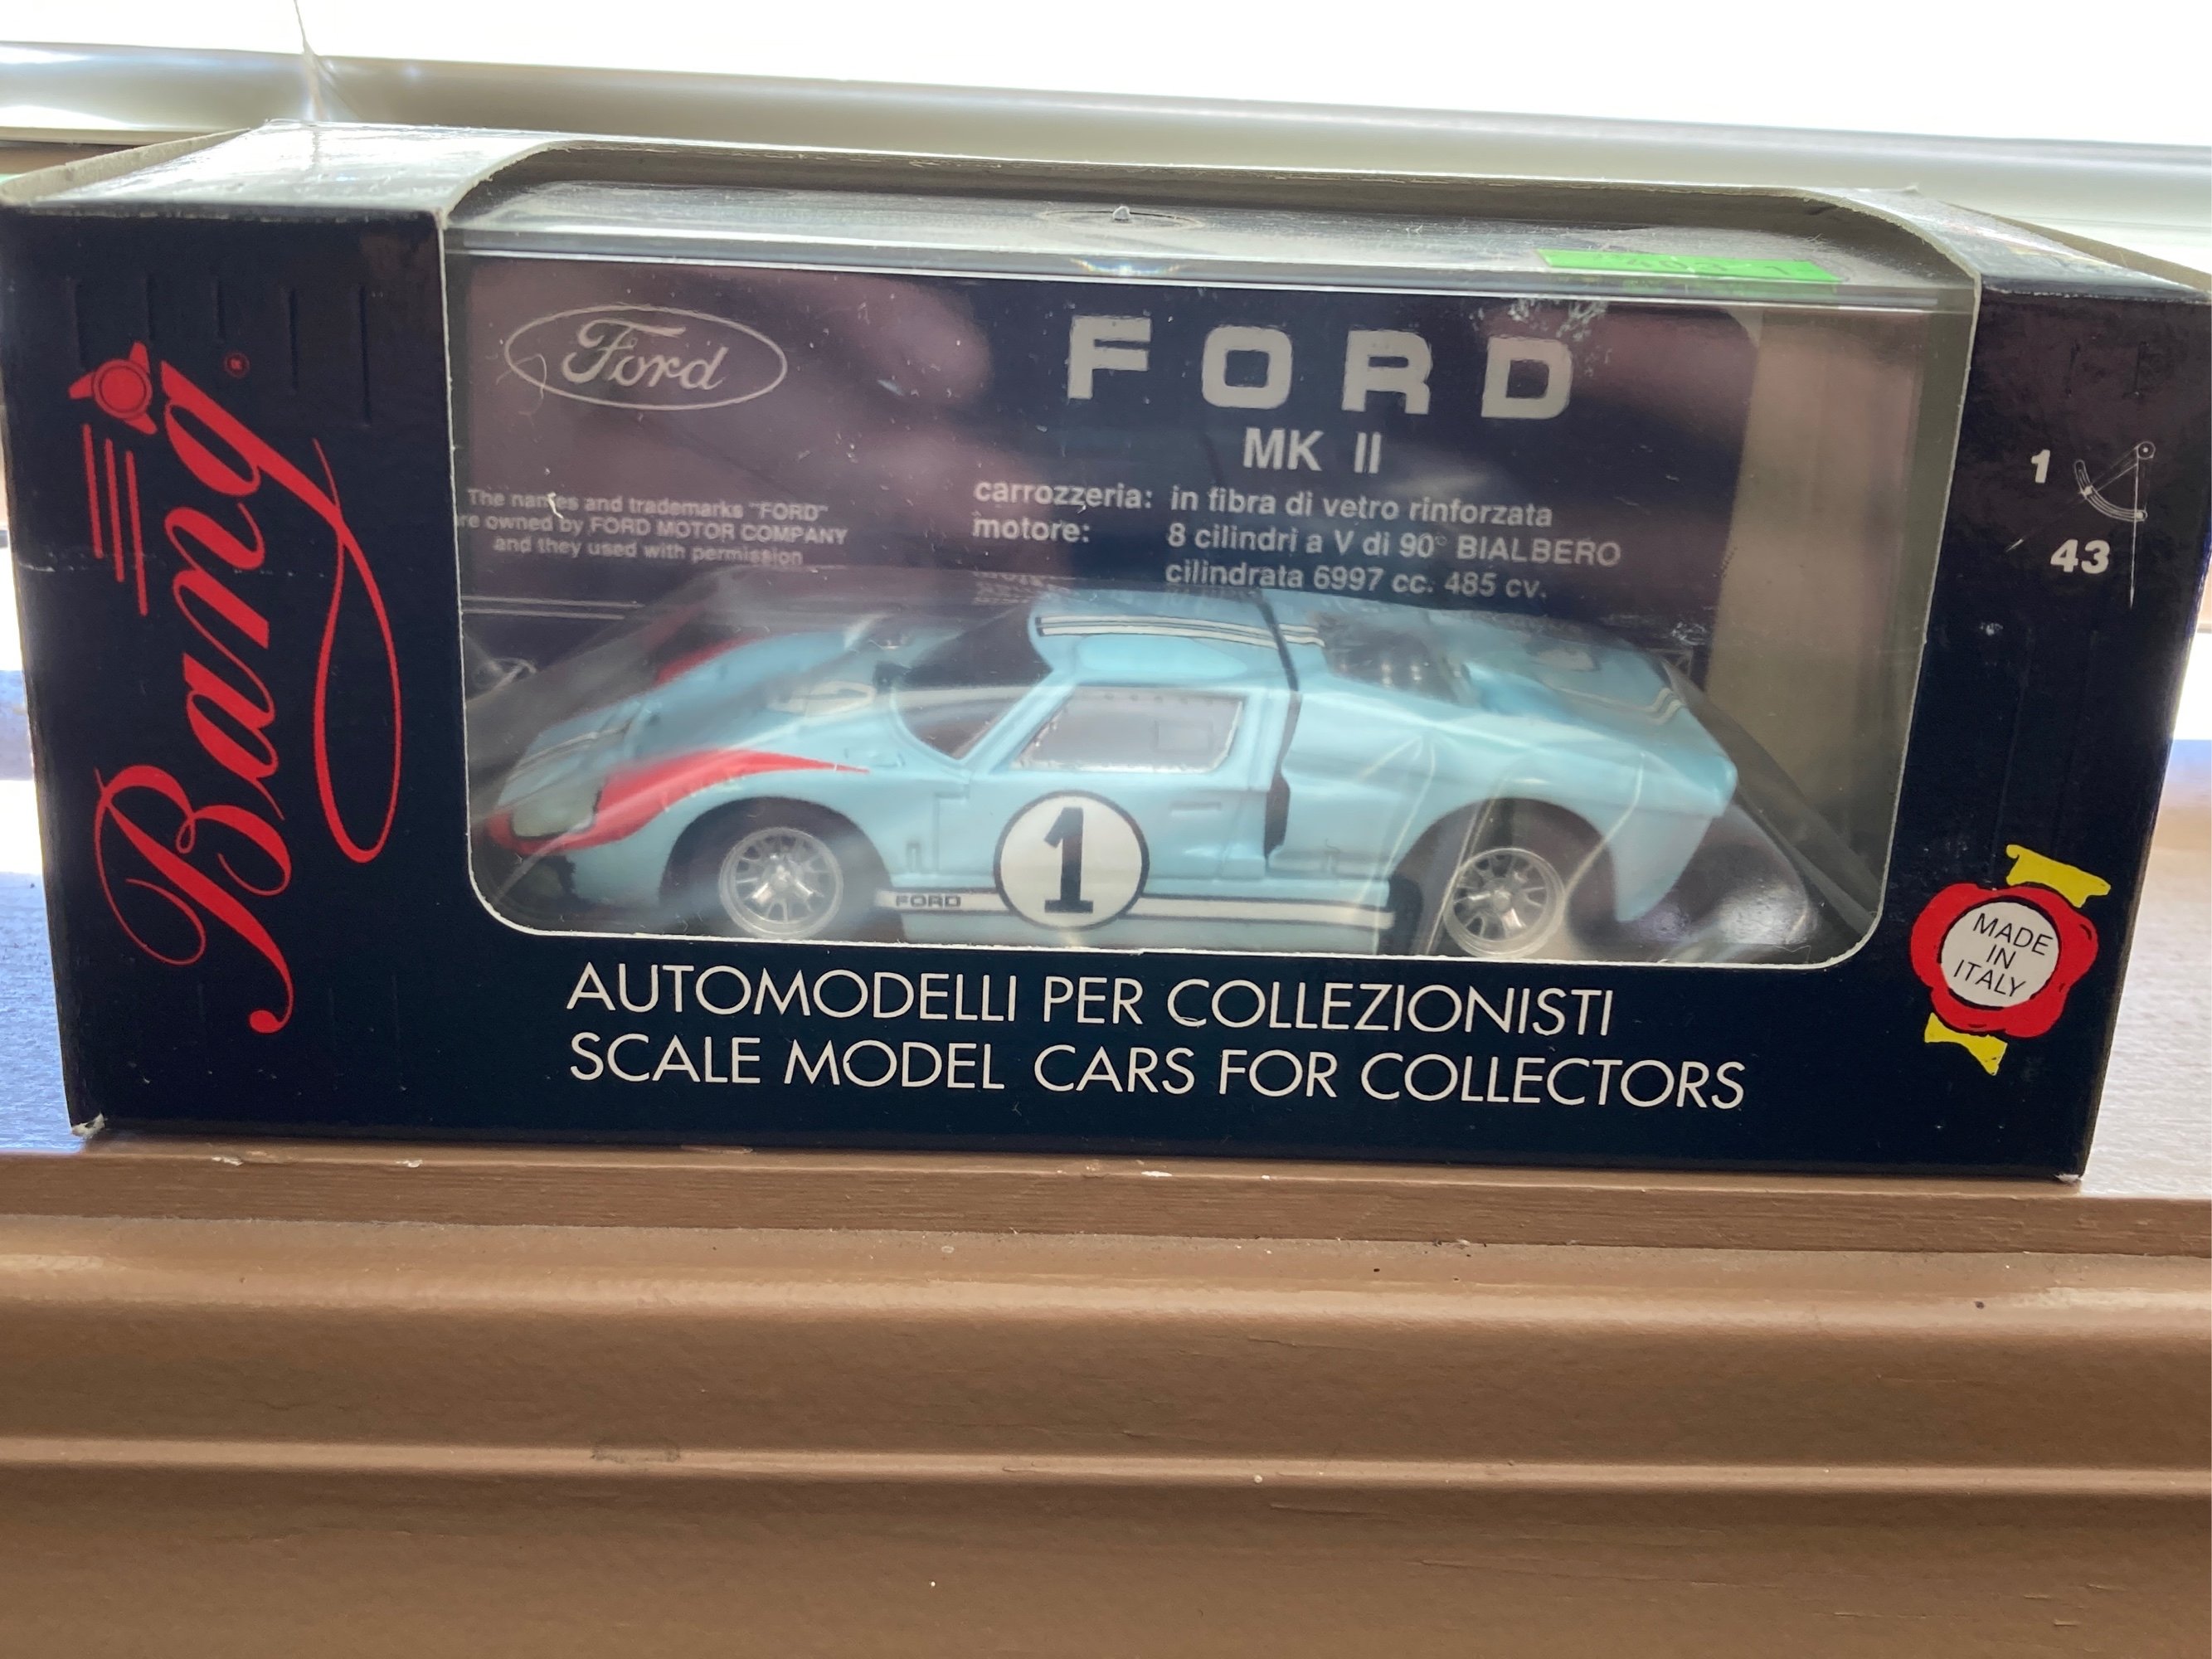 Bang
Ford
FORD
MK II
The names and trademarks "FORD"
re owned by FORD MOTOR COMPANY
and they used with permission
carrozzeria: in fibra di vetro rinforzata
motore: 8 cilindri a V di 90° BIALBERO
cilindrata 6997 cc. 485 cv.
1
43
FORD
1
MADE
IN
ITALY
AUTOMODELLI PER COLLEZIONISTI
SCALE MODEL CARS FOR COLLECTORS